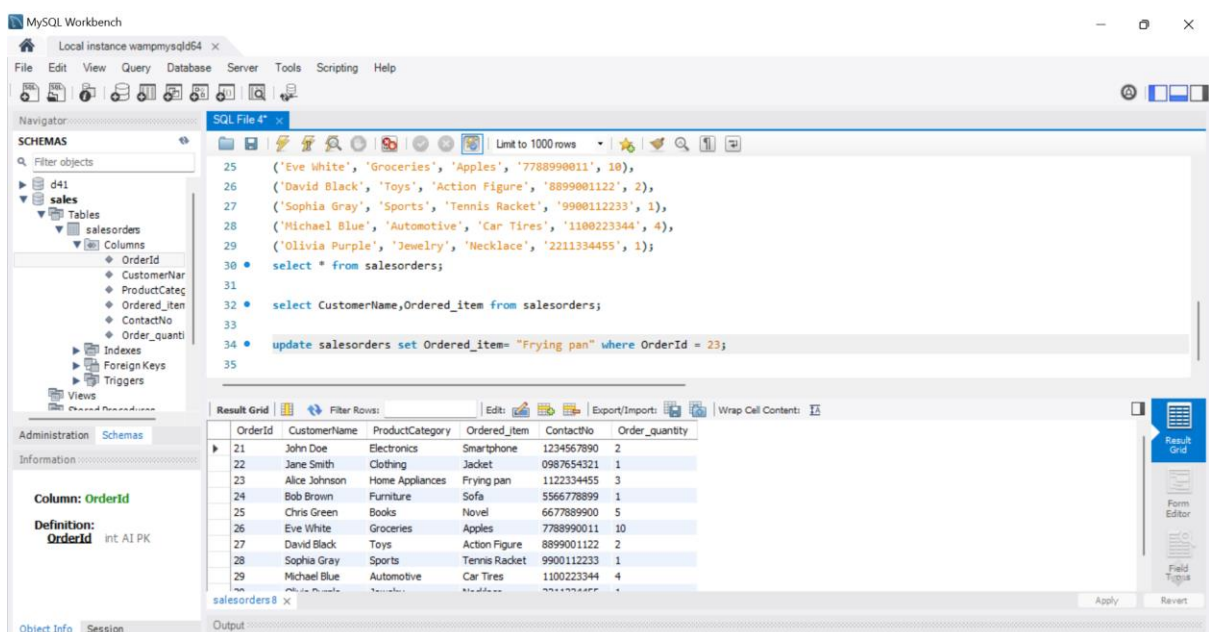 MySQL Workbench
Local instance wampmysqld64
File Edit View Query Database Server Tools Scripting Help
Navigator
SCHEMAS
Filter objects
d41
sales
Tables
salesorders
Columns
OrderId
CustomerNar
ProductCateg
Ordered_iten
ContactNo
Order_quanti
Indexes
Foreign Keys
Triggers
Views
Administration Schemas
Information
Column: OrderId
Definition:
OrderId int AI PK
Object Info Session
SQL File 4*
Limit to 1000 rows
25 ('Eve White', 'Groceries', 'Apples', '7788990011', 10),
26 ('David Black', 'Toys', 'Action Figure', '8899001122', 2),
27 ('Sophia Gray', 'Sports', 'Tennis Racket', '9900112233', 1),
28 ('Michael Blue', 'Automotive', 'Car Tires', '1100223344', 4),
29 ('Olivia Purple', 'Jewelry', 'Necklace', '2211334455', 1);
30 select * from salesorders;
31
32 select CustomerName,Ordered_item from salesorders;
33
34 update salesorders set Ordered_item= "Frying pan" where OrderId = 23;
35
Result Grid Filter Rows: Edit: Export/Import: Wrap Cell Content:
OrderId CustomerName ProductCategory Ordered_item ContactNo Order_quantity
21 John Doe Electronics Smartphone 1234567890 2
22 Jane Smith Clothing Jacket 0987654321 1
23 Alice Johnson Home Appliances Frying pan 1122334455 3
24 Bob Brown Furniture Sofa 5566778899 1
25 Chris Green Books Novel 6677889900 5
26 Eve White Groceries Apples 7788990011 10
27 David Black Toys Action Figure 8899001122 2
28 Sophia Gray Sports Tennis Racket 9900112233 1
29 Michael Blue Automotive Car Tires 1100223344 4
salesorders 8
Apply Revert
Output
Result
Grid
Form
Editor
Field